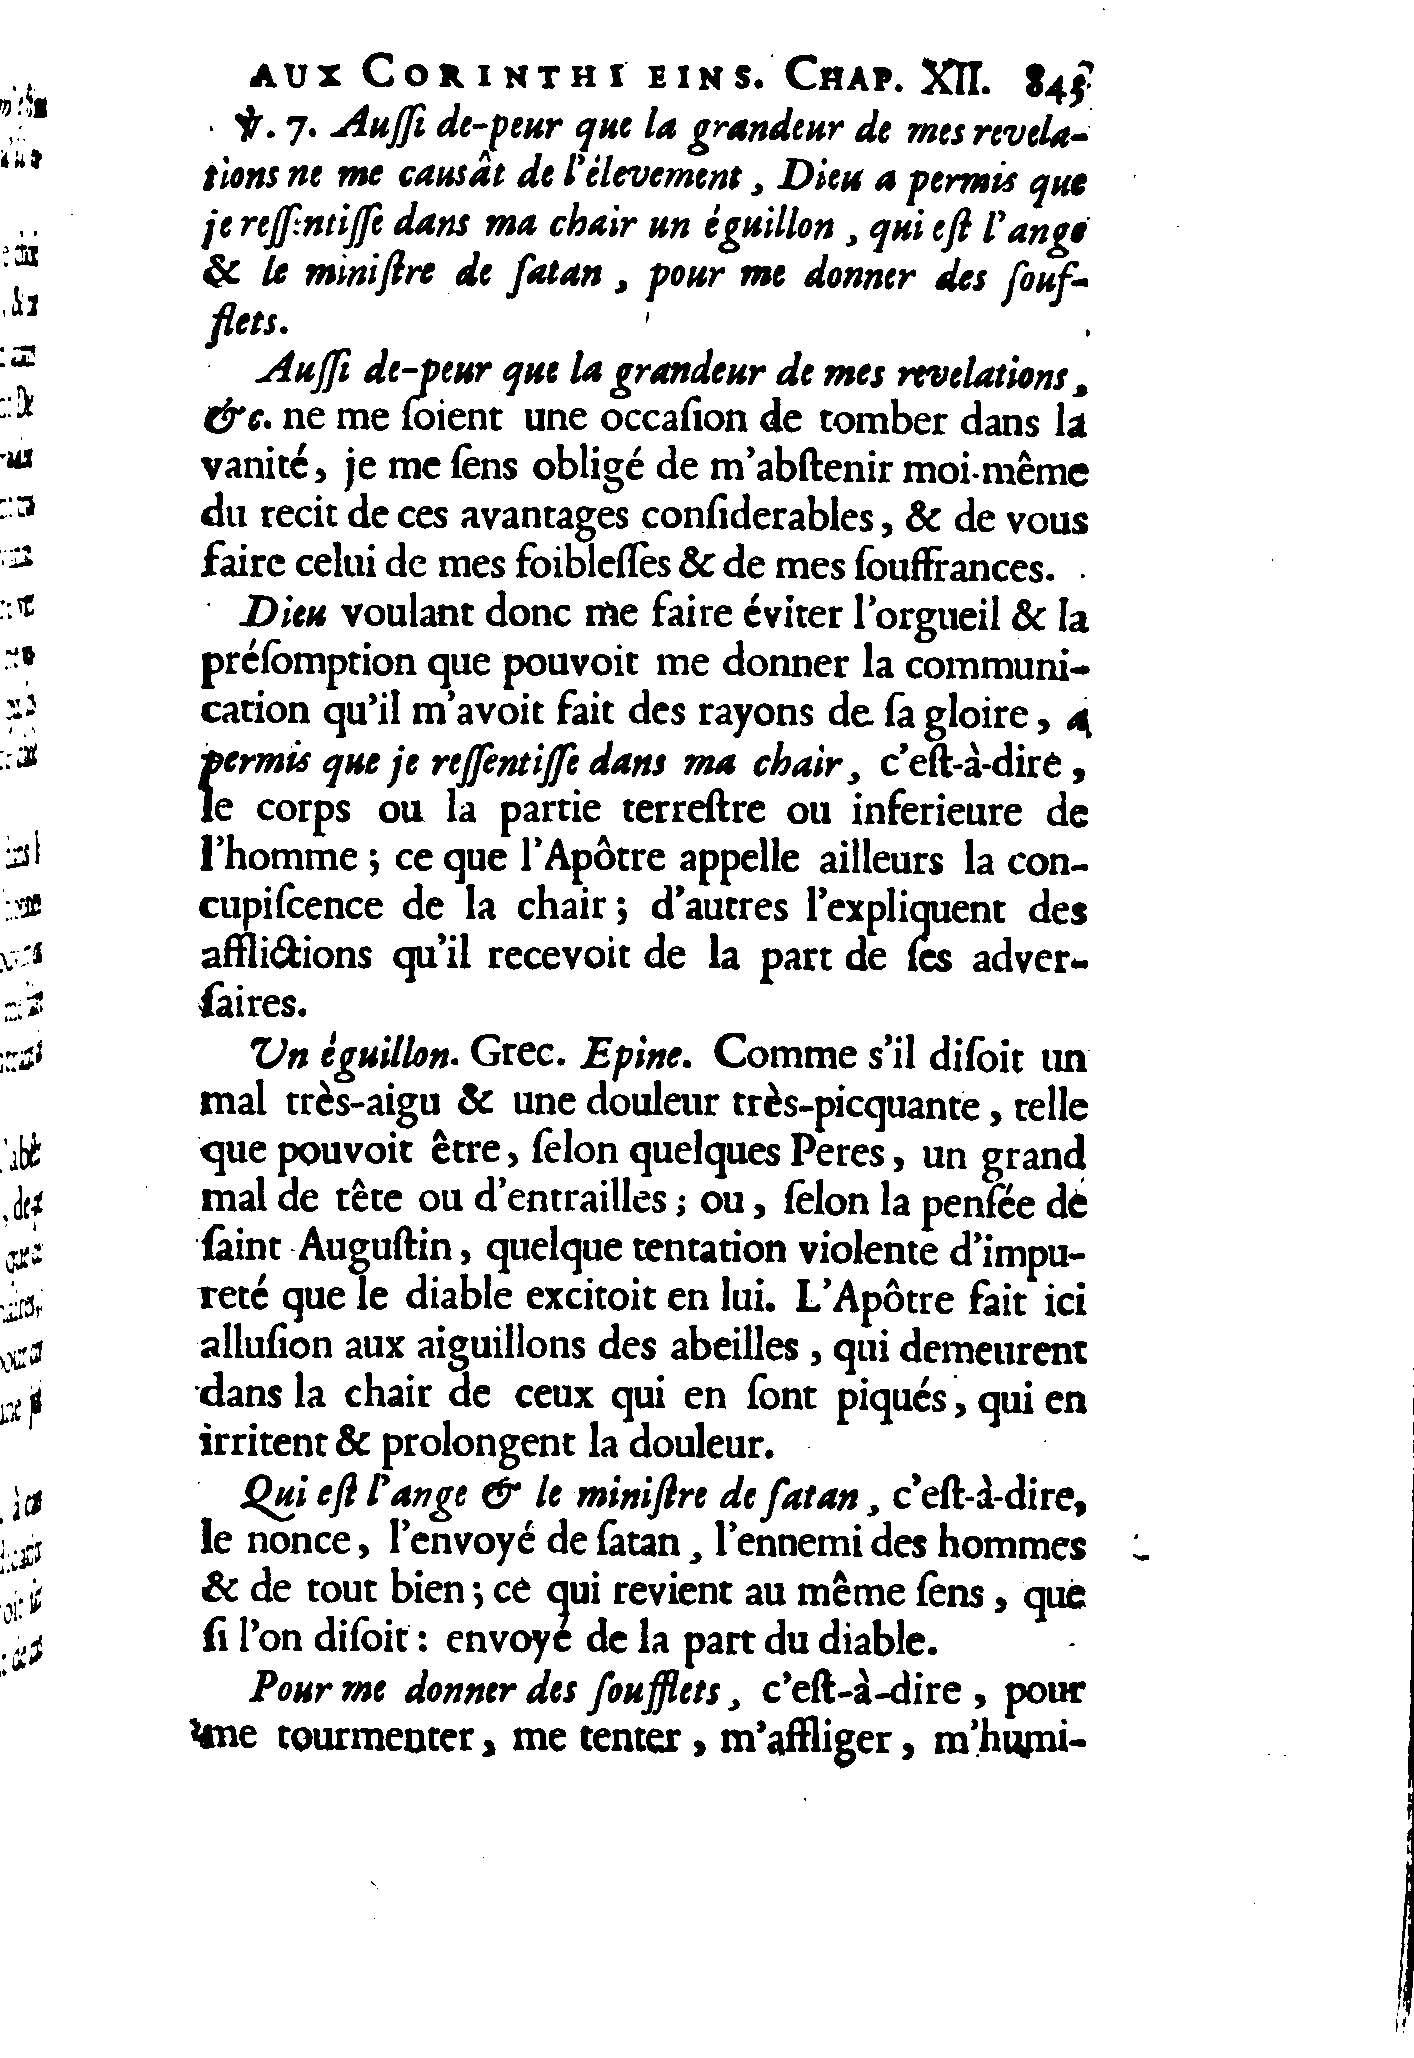 AUX CORINTHIEINS. CHAP. XII. 845
℣. 7. Auſſi de-peur que la grandeur de mes revela-
tions ne me causât de l'élevement, Dieu a permis que
je reſſentiſſe dans ma chair un éguillon, qui eſt l'ange
& le miniſtre de ſatan, pour me donner des ſouf-
flets.
Auſſi de-peur que la grandeur de mes revelations,
&c. ne me ſoient une occaſion de tomber dans la
vanité, je me ſens obligé de m'abſtenir moi-même
du recit de ces avantages conſiderables, & de vous
faire celui de mes foibleſſes & de mes ſouffrances.
Dieu voulant donc me faire éviter l'orgueil & la
préſomption que pouvoit me donner la communi-
cation qu'il m'avoit fait des rayons de ſa gloire, a
permis que je reſſentiſſe dans ma chair, c'eſt-à-dire,
le corps ou la partie terreſtre ou inferieure de
l'homme; ce que l'Apôtre appelle ailleurs la con-
cupiſcence de la chair; d'autres l'expliquent des
afflictions qu'il recevoit de la part de ſes adver-
ſaires.
Un éguillon. Grec. Epine. Comme s'il diſoit un
mal très-aigu & une douleur très-picquante, telle
que pouvoit être, ſelon quelques Peres, un grand
mal de tête ou d'entrailles; ou, ſelon la penſée de
ſaint Auguſtin, quelque tentation violente d'impu-
reté que le diable excitoit en lui. L'Apôtre fait ici
alluſion aux aiguillons des abeilles, qui demeurent
dans la chair de ceux qui en ſont piqués, qui en
irritent & prolongent la douleur.
Qui eſt l'ange & le miniſtre de ſatan, c'eſt-à-dire,
le nonce, l'envoyé de ſatan, l'ennemi des hommes
& de tout bien; ce qui revient au même ſens, que
ſi l'on diſoit: envoyé de la part du diable.
Pour me donner des ſoufflets, c'eſt-à-dire, pour
me tourmenter, me tenter, m'affliger, m'humi-